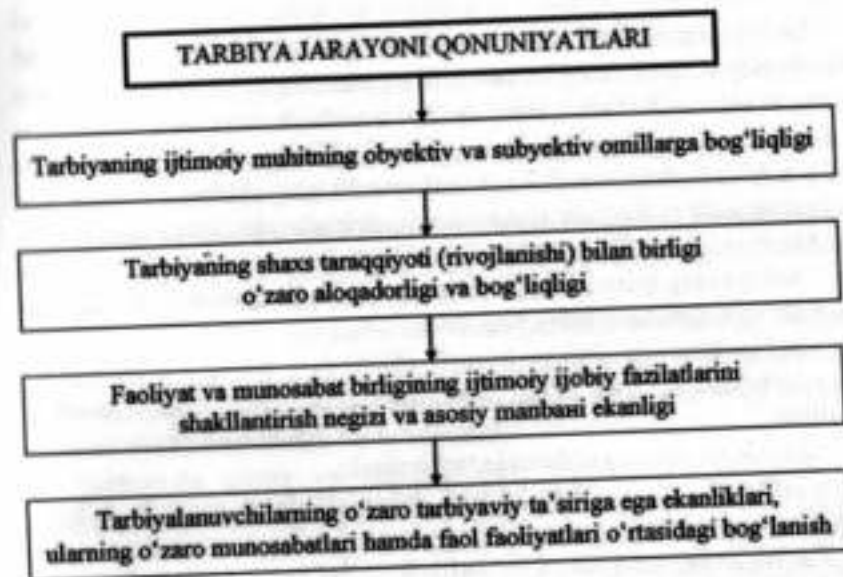 TARBIYA JARAYONI QONUNIYATLARI
Tarbiyaning ijtimoiy muhitning obyektiv va subyektiv omillarga bog‘liqligi
Tarbiyaning shaxs taraqqiyoti (rivojlanishi) bilan birligi
o‘zaro aloqadorligi va bog‘liqligi
Faoliyat va munosabat birligining ijtimoiy ijobiy fazilatlarini
shakllantirish negizi va asosiy manbani ekanligi
Tarbiyalanuvchilarning o‘zaro tarbiyaviy ta’siriga ega ekanliklari,
ularning o‘zaro munosabatlari hamda faol faoliyatlari o‘rtasidagi bog‘lanish